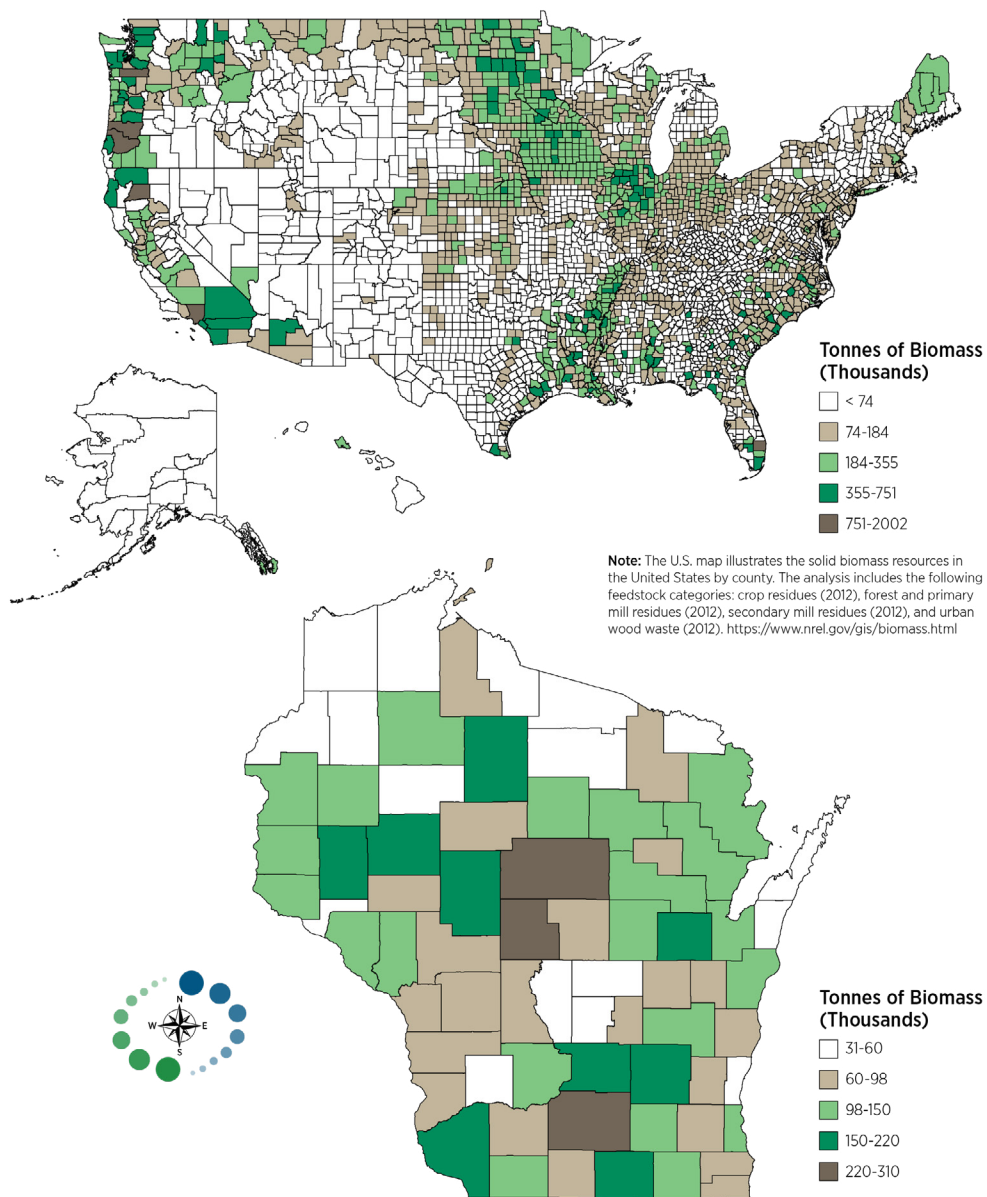 Tonnes of Biomass
(Thousands)
< 74
74-184
184-355
355-751
751-2002
Note: The U.S. map illustrates the solid biomass resources in
the United States by county. The analysis includes the following
feedstock categories: crop residues (2012), forest and primary
mill residues (2012), secondary mill residues (2012), and urban
wood waste (2012). https://www.nrel.gov/gis/biomass.html
N
W E
S
Tonnes of Biomass
(Thousands)
31-60
60-98
98-150
150-220
220-310